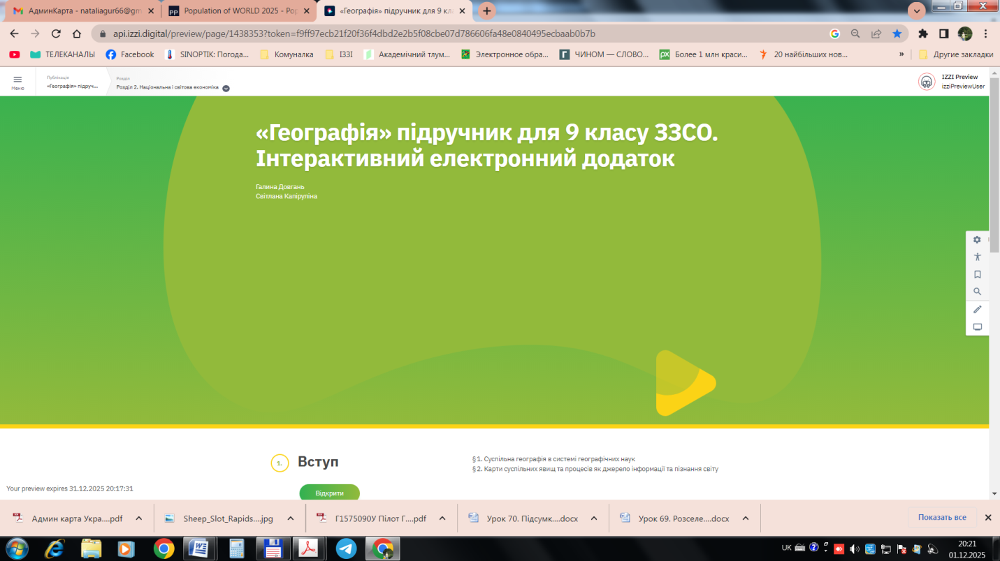 АдминКарта - nataliagur66@gm
Population of WORLD 2025 - Pop
«Географія» підручник для 9 кла
api.izzi.digital/preview/page/1438353?token=f9ff97ecb21f20f36f4dbd2e2b5f08cbe07d786606fa48e0840495ecbaab0b7b
ТЕЛЕКАНАЛЫ
Facebook
SINOPTIK: Погода...
Комуналка
ІЗЗІ
Академічний тлум...
Электронное обра...
ЧИНОМ — СЛОВО...
Более 1 млн краси...
20 найбільших нов...
»
Другие закладки
Меню
Публікація
«Географія» підруч...
Розділ
Розділ 2. Національна і світова економіка
IZZI Preview
izziPreviewUser
«Географія» підручник для 9 класу ЗЗСО.
Інтерактивний електронний додаток
Галина Довгань
Світлана Капіруліна
1.
Вступ
§ 1. Суспільна географія в системі географічних наук
§ 2. Карти суспільних явищ та процесів як джерело інформації та пізнання світу
Відкрити
Your preview expires 31.12.2025 20:17:31
Админ карта Укра....pdf
Sheep_Slot_Rapids....jpg
Г1575090У Пілот Г....pdf
Урок 70. Підсумк....docx
Урок 69. Розселе....docx
Показать все
UK
20:21
01.12.2025